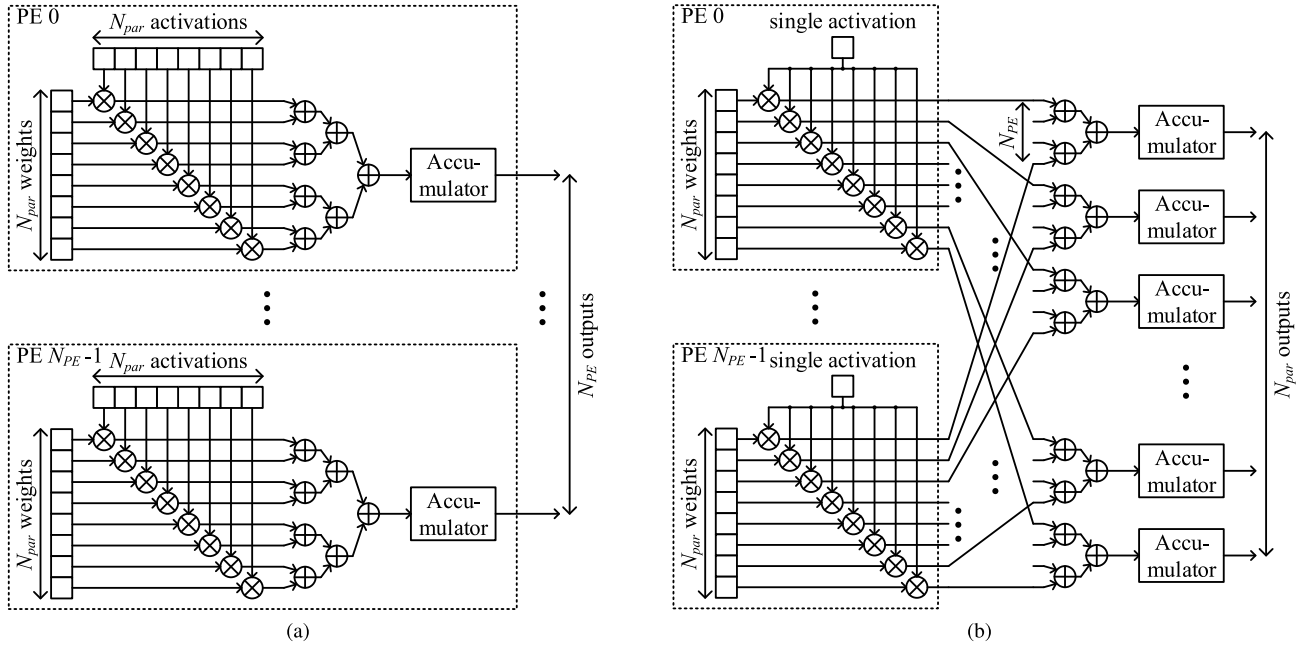 PE 0
N_par activations
N_par weights
Accu-
mulator
N_PE outputs
PE N_PE-1
N_par activations
N_par weights
Accu-
mulator
(a)
PE 0
single activation
N_par weights
N_PE
Accu-
mulator
Accu-
mulator
Accu-
mulator
N_par outputs
PE N_PE-1
single activation
N_par weights
Accu-
mulator
Accu-
mulator
(b)